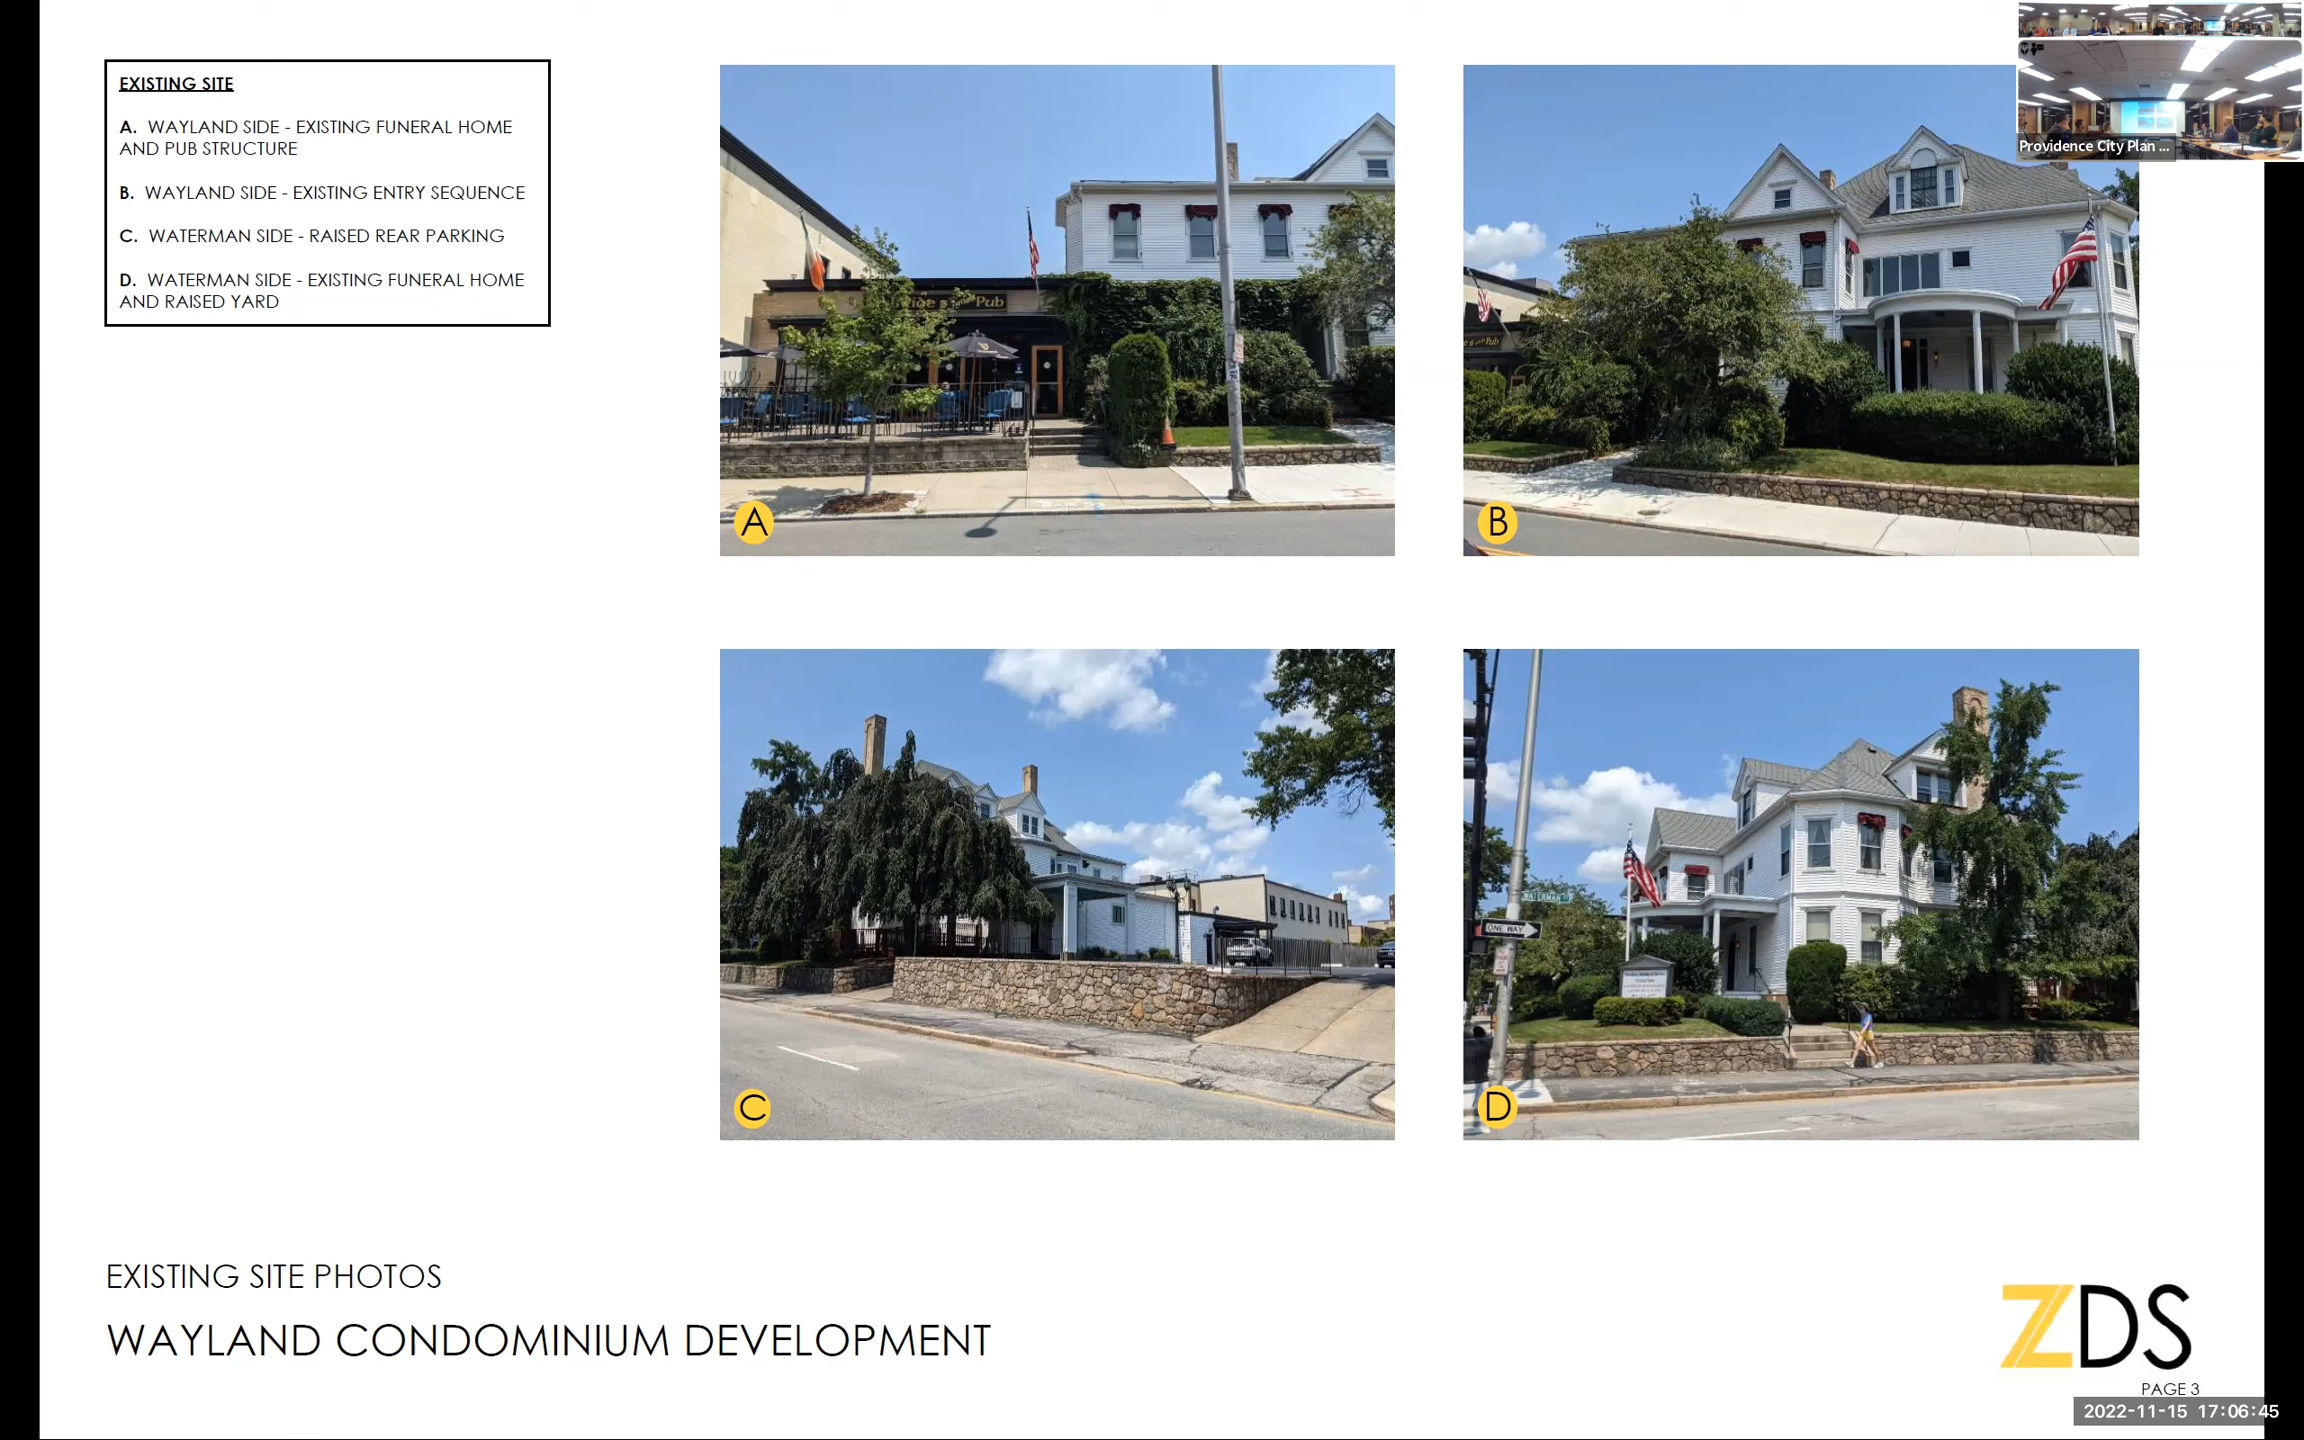 EXISTING SITE
A. WAYLAND SIDE - EXISTING FUNERAL HOME
AND PUB STRUCTURE
B. WAYLAND SIDE - EXISTING ENTRY SEQUENCE
C. WATERMAN SIDE - RAISED REAR PARKING
D. WATERMAN SIDE - EXISTING FUNERAL HOME
AND RAISED YARD
Providence City Plan ...
Pub
A
Pub
B
C
WATERMAN
ONE WAY
D
EXISTING SITE PHOTOS
WAYLAND CONDOMINIUM DEVELOPMENT
ZDS
PAGE 3
2022-11-15 17:06:45